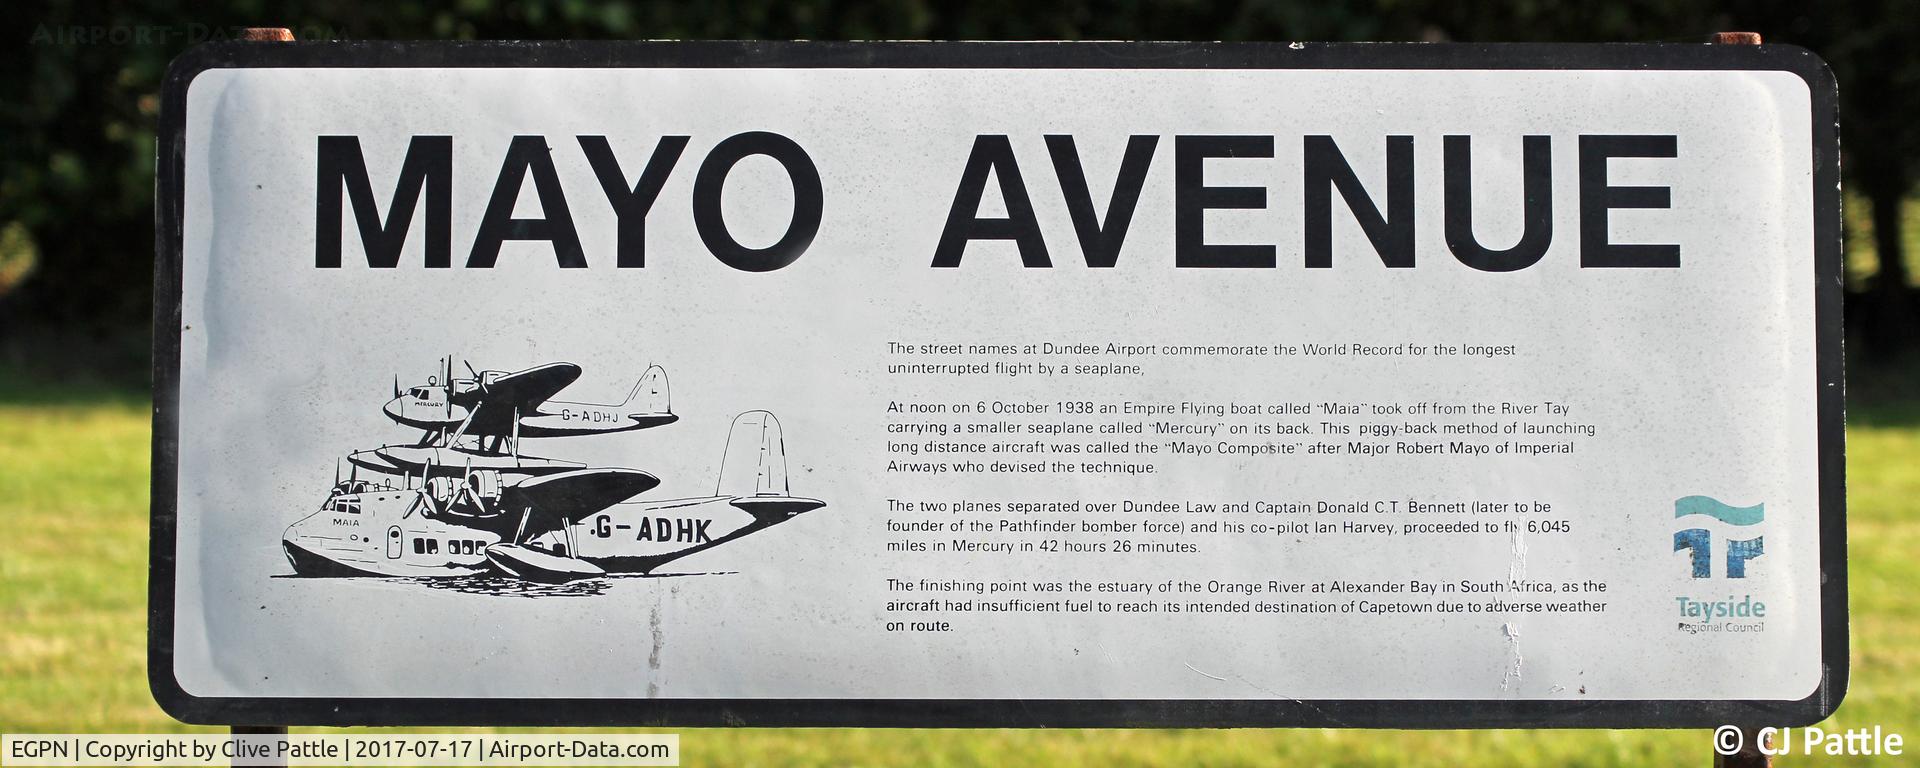 Airport-Data.com
MAYO AVENUE
The street names at Dundee Airport commemorate the World Record for the longest
uninterrupted flight by a seaplane,
At noon on 6 October 1938 an Empire Flying boat called "Maia" took off from the River Tay
carrying a smaller seaplane called "Mercury" on its back. This piggy-back method of launching
long distance aircraft was called the "Mayo Composite" after Major Robert Mayo of Imperial
Airways who devised the technique.
The two planes separated over Dundee Law and Captain Donald C.T. Bennett (later to be
founder of the Pathfinder bomber force) and his co-pilot Ian Harvey, proceeded to fly 6,045
miles in Mercury in 42 hours 26 minutes.
The finishing point was the estuary of the Orange River at Alexander Bay in South Africa, as the
aircraft had insufficient fuel to reach its intended destination of Capetown due to adverse weather
on route.
MERCURY
G-ADHJ
MAIA
G-ADHK
Tayside
Regional Council
EGPN | Copyright by Clive Pattle | 2017-07-17 | Airport-Data.com
© CJ Pattle